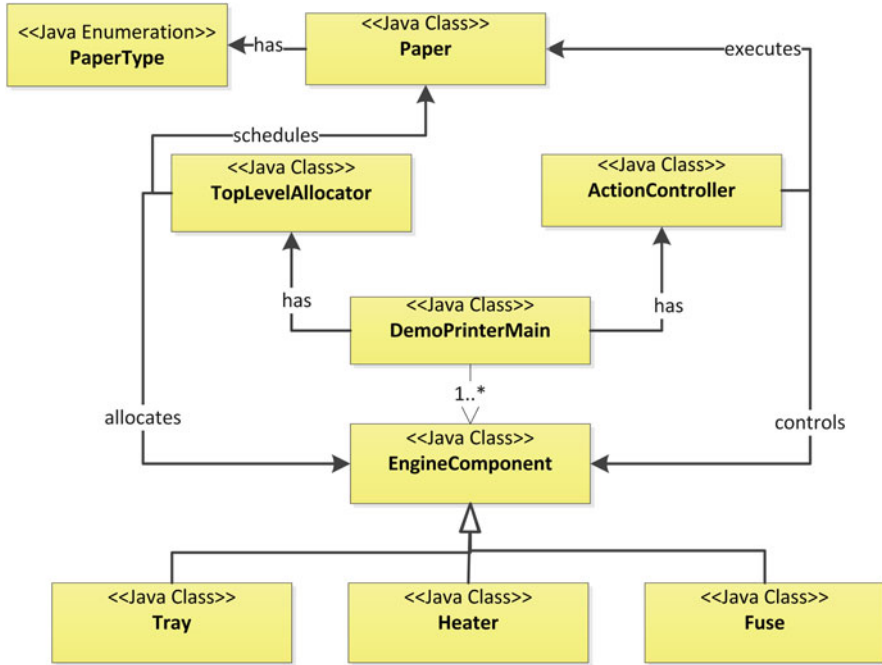 <<Java Enumeration>>
PaperType
has
<<Java Class>>
Paper
executes
schedules
<<Java Class>>
TopLevelAllocator
<<Java Class>>
ActionController
has
<<Java Class>>
DemoPrinterMain
has
1..*
allocates
controls
<<Java Class>>
EngineComponent
<<Java Class>>
Tray
<<Java Class>>
Heater
<<Java Class>>
Fuse